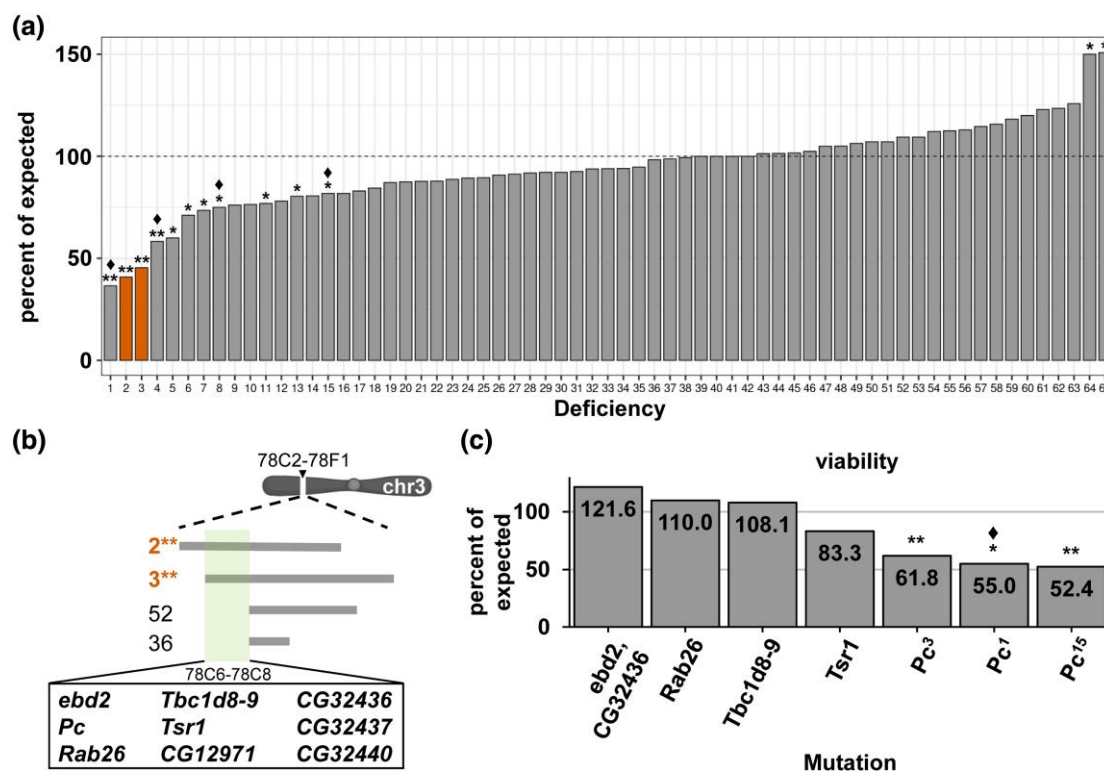 (a)
150
100
50
0
percent of expected
♦ ** ** ** ♦ ** * * * ♦ * * * ♦ * * *
1 2 3 4 5 6 7 8 9 10 11 12 13 14 15 16 17 18 19 20 21 22 23 24 25 26 27 28 29 30 31 32 33 34 35 36 37 38 39 40 41 42 43 44 45 46 47 48 49 50 51 52 53 54 55 56 57 58 59 60 61 62 63 64
Deficiency
(b)
78C2-78F1
chr3
2**
3**
52
36
78C6-78C8
ebd2 Tbc1d8-9 CG32436
Pc Tsr1 CG32437
Rab26 CG12971 CG32440
(c)
viability
percent of
expected
100
50
0
121.6 110.0 108.1 83.3 61.8 55.0 52.4
** ♦ * **
ebd2,
CG32436
Rab26
Tbc1d8-9
Tsr1
Pc³
Pc¹
Pc¹⁵
Mutation